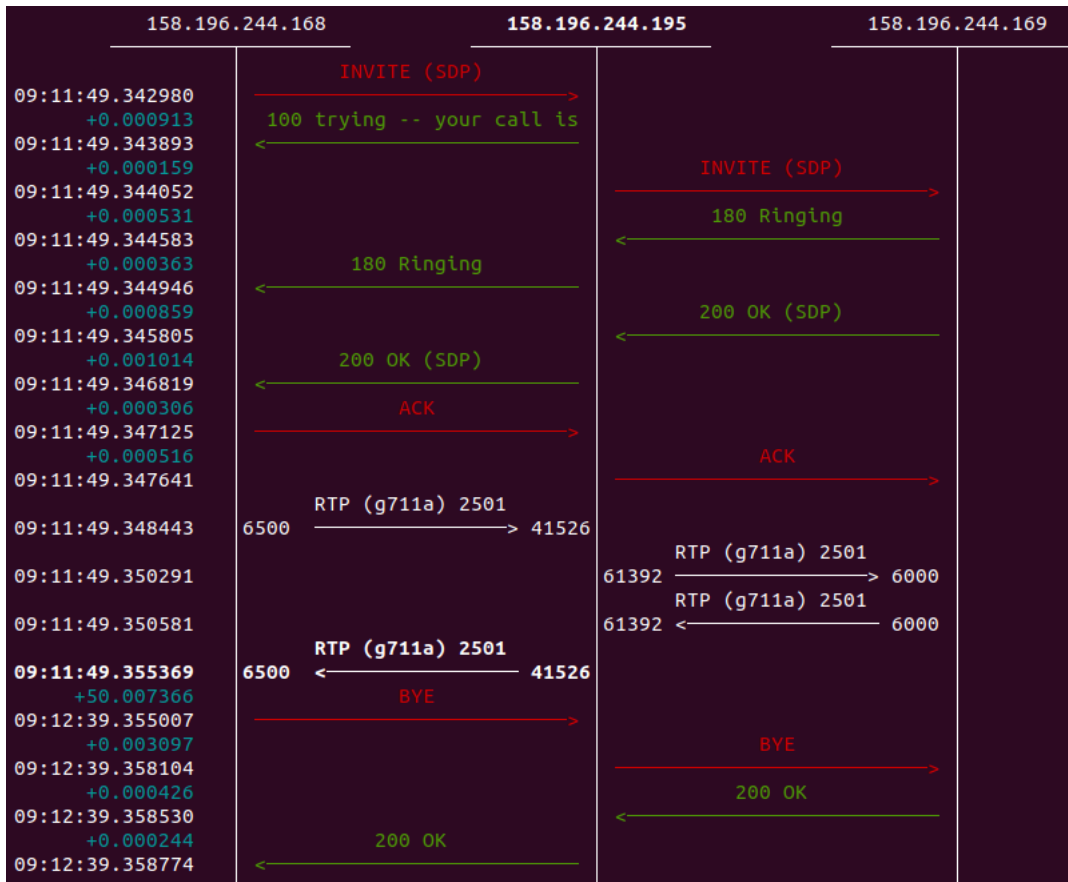 158.196.244.168 158.196.244.195 158.196.244.169
INVITE (SDP)
09:11:49.342980
+0.000913 100 trying -- your call is
09:11:49.343893
+0.000159 INVITE (SDP)
09:11:49.344052
+0.000531 180 Ringing
09:11:49.344583
+0.000363 180 Ringing
09:11:49.344946
+0.000859 200 OK (SDP)
09:11:49.345805
+0.001014 200 OK (SDP)
09:11:49.346819
+0.000306 ACK
09:11:49.347125
+0.000516 ACK
09:11:49.347641
RTP (g711a) 2501
09:11:49.348443 6500 > 41526
RTP (g711a) 2501
09:11:49.350291 61392 > 6000
RTP (g711a) 2501
09:11:49.350581 61392 < 6000
RTP (g711a) 2501
09:11:49.355369 6500 < 41526
+50.007366 BYE
09:12:39.355007
+0.003097 BYE
09:12:39.358104
+0.000426 200 OK
09:12:39.358530
+0.000244 200 OK
09:12:39.358774